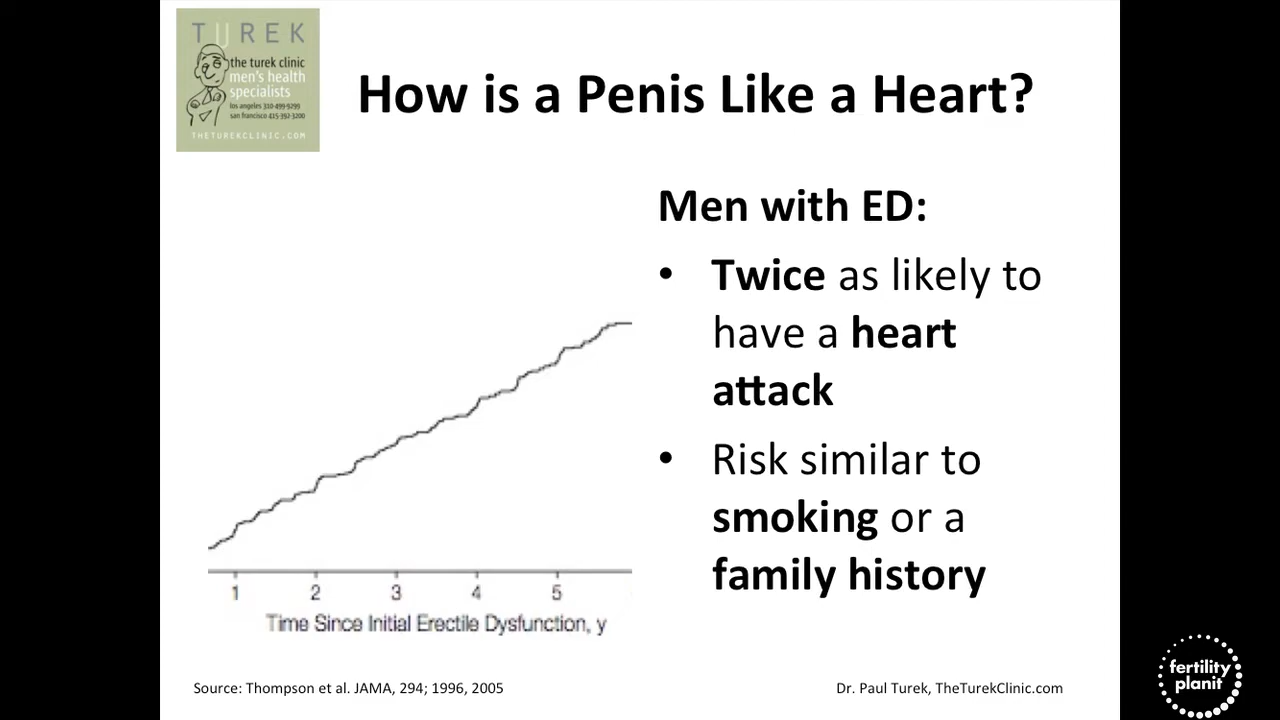 TUREK
the turek clinic
men's health
specialists
los angeles 310-499-9299
san francisco 415-392-3200
THETUREKCLINIC.COM
How is a Penis Like a Heart?
Men with ED:
• Twice as likely to
have a heart
attack
• Risk similar to
smoking or a
family history
1 2 3 4 5
Time Since Initial Erectile Dysfunction, y
Source: Thompson et al. JAMA, 294; 1996, 2005
Dr. Paul Turek, TheTurekClinic.com
fertility
planit